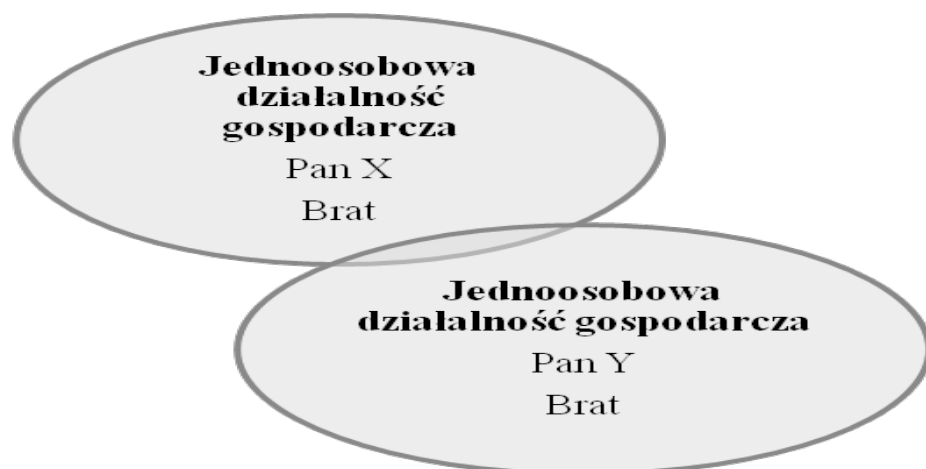 Jednoosobowa
działalność
gospodarcza
Pan X
Brat
Jednoosobowa
działalność gospodarcza
Pan Y
Brat